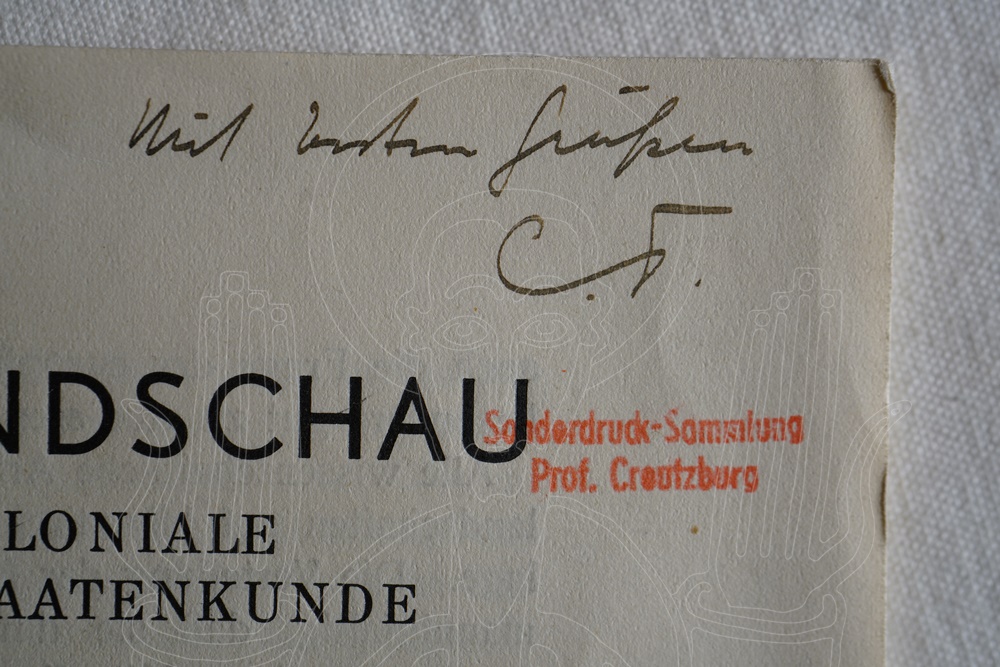 Mit besten Grüßen
C. T.
NDSCHAU
Sonderdruck-Sammlung
Prof. Creutzburg
LONIALE
AATENKUNDE